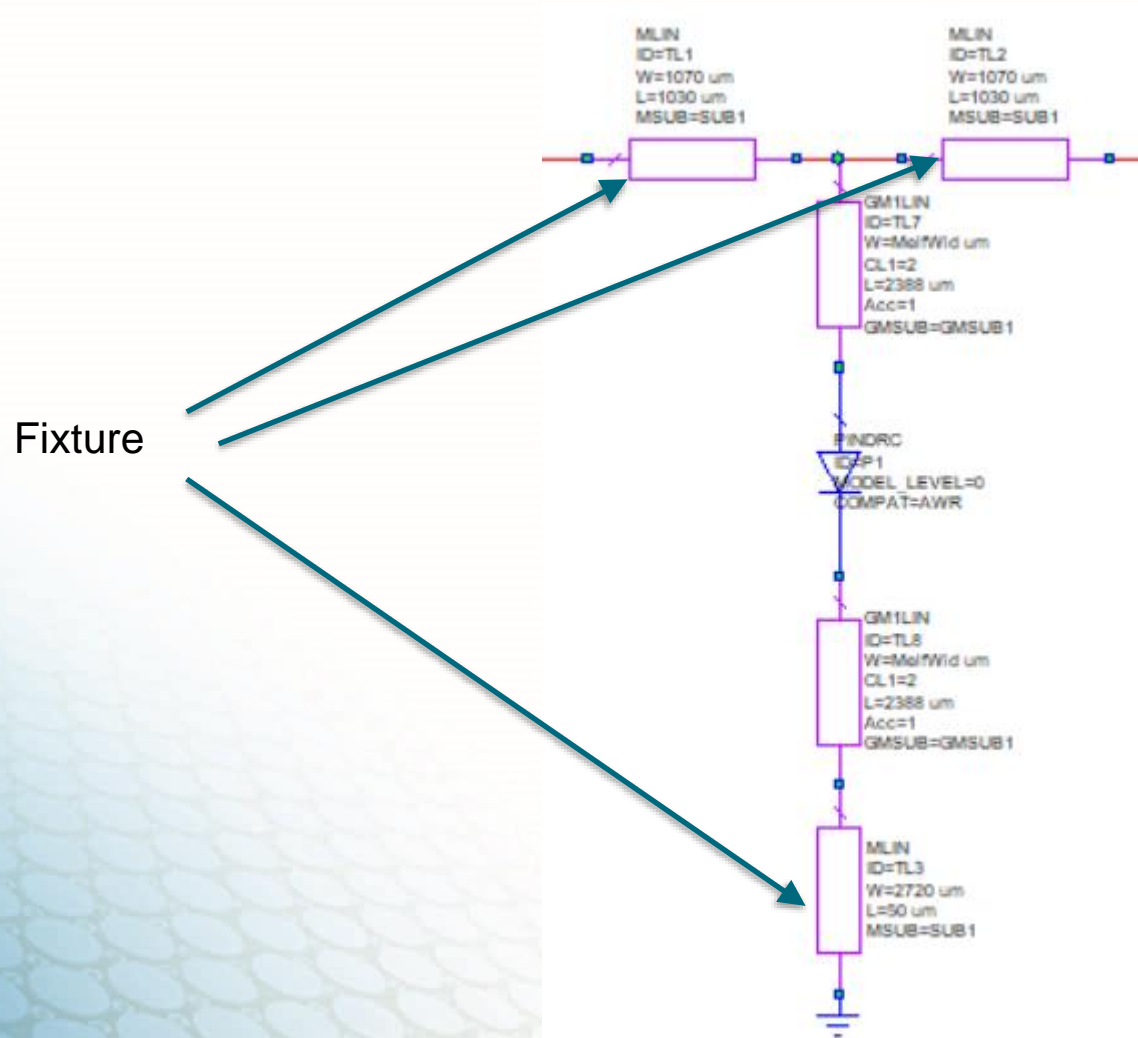 MLIN
ID=TL1
W=1070 um
L=1030 um
MSUB=SUB1
MLIN
ID=TL2
W=1070 um
L=1030 um
MSUB=SUB1
GM1LIN
ID=TL7
W=MelfWid um
CL1=2
L=2388 um
Acc=1
GMSUB=GMSUB1
Fixture
PINDRC
ID=P1
MODEL_LEVEL=0
COMPAT=AWR
GM1LIN
ID=TL8
W=MelfWid um
CL1=2
L=2388 um
Acc=1
GMSUB=GMSUB1
MLIN
ID=TL3
W=2720 um
L=50 um
MSUB=SUB1